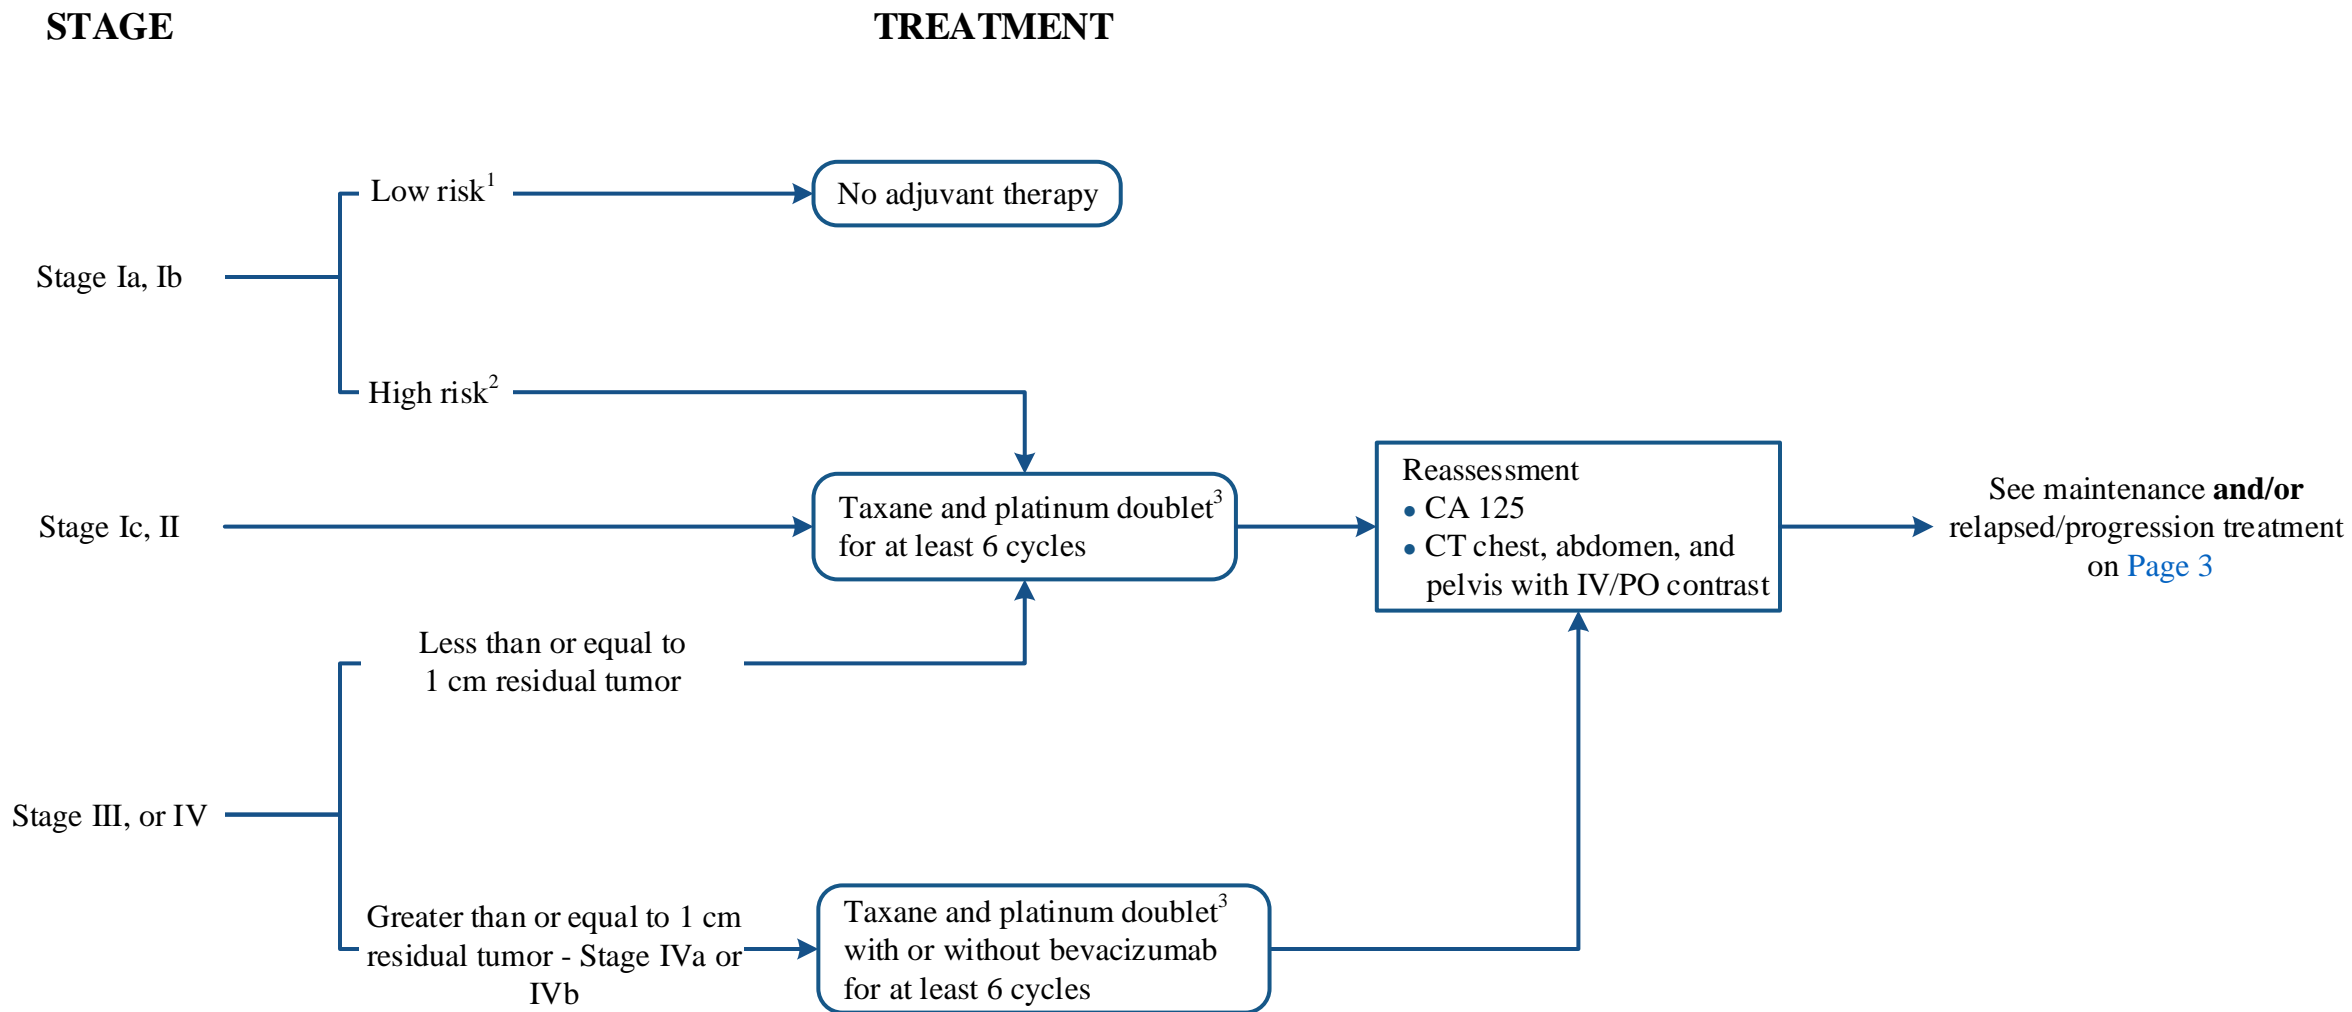 STAGE
TREATMENT
Low risk1
No adjuvant therapy
Stage Ia, Ib
High risk2
Stage Ic, II
Taxane and platinum doublet3
for at least 6 cycles
Reassessment
• CA 125
• CT chest, abdomen, and
pelvis with IV/PO contrast
See maintenance and/or
relapsed/progression treatment
on Page 3
Less than or equal to
1 cm residual tumor
Stage III, or IV
Greater than or equal to 1 cm
residual tumor - Stage IVa or
IVb
Taxane and platinum doublet3
with or without bevacizumab
for at least 6 cycles